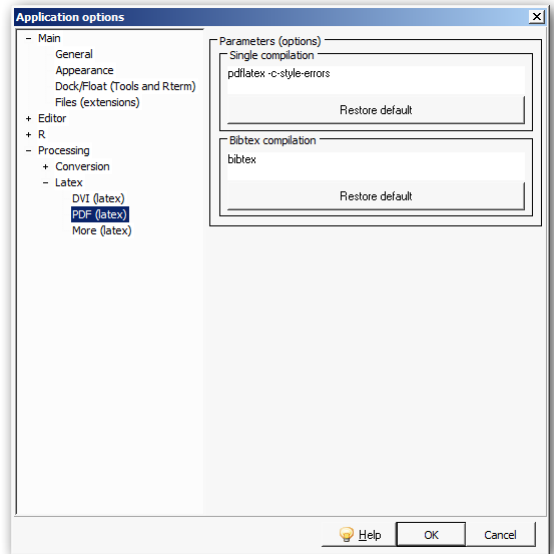 Application options
- Main
General
Appearance
Dock/Float (Tools and Rterm)
Files (extensions)
+ Editor
+ R
- Processing
+ Conversion
- Latex
DVI (latex)
PDF (latex)
More (latex)
Parameters (options)
Single compilation
pdflatex -c-style-errors
Restore default
Bibtex compilation
bibtex
Restore default
Help
OK
Cancel